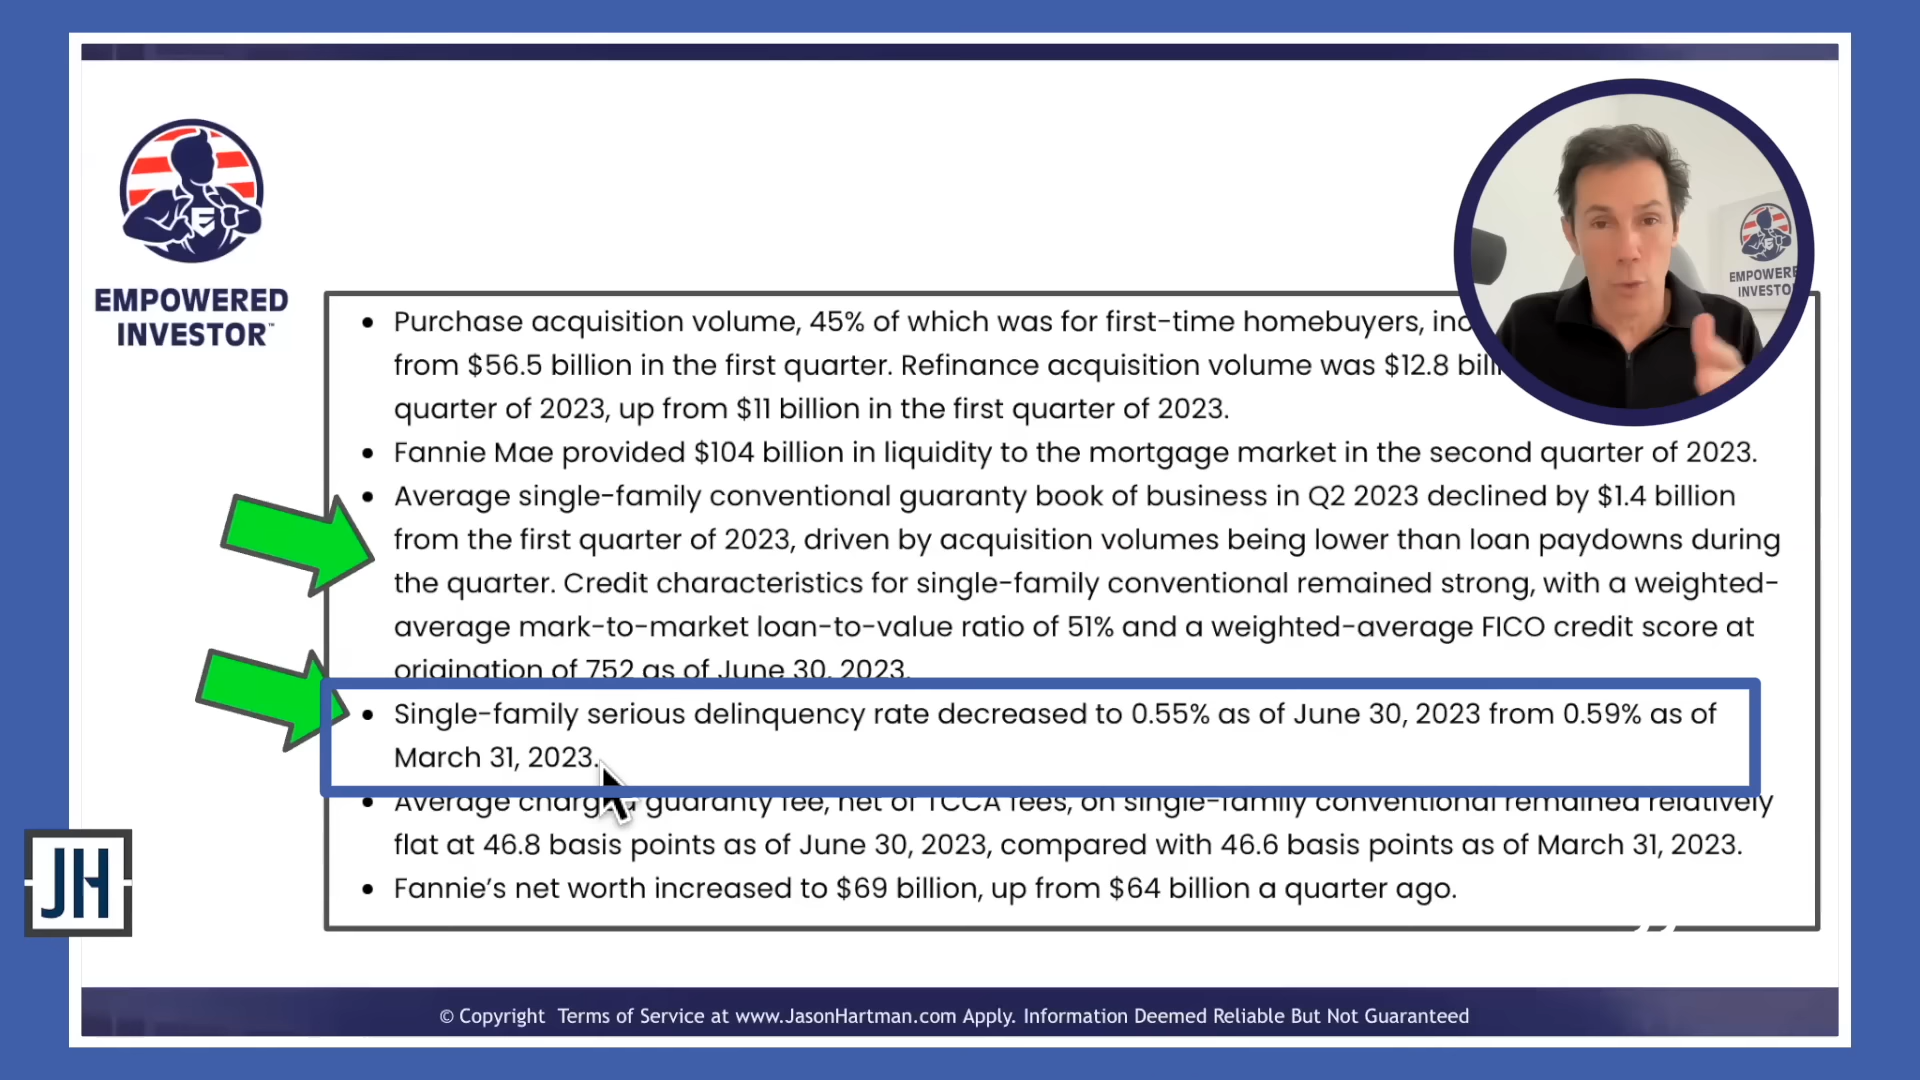 EMPOWERED
INVESTOR™
EMPOWERE
INVESTO
Purchase acquisition volume, 45% of which was for first-time homebuyers,
from $56.5 billion in the first quarter. Refinance acquisition volume was $12.8
quarter of 2023, up from $11 billion in the first quarter of 2023.
Fannie Mae provided $104 billion in liquidity to the mortgage market in the second quarter of 2023.
Average single-family conventional guaranty book of business in Q2 2023 declined by $1.4 billion
from the first quarter of 2023, driven by acquisition volumes being lower than loan paydowns during
the quarter. Credit characteristics for single-family conventional remained strong, with a weighted-
average mark-to-market loan-to-value ratio of 51% and a weighted-average FICO credit score at
origination of 752 as of June 30, 2023.
Single-family serious delinquency rate decreased to 0.55% as of June 30, 2023 from 0.59% as of
March 31, 2023.
Average charged guaranty fee, net of TCCA fees, on single-family conventional remained relatively
flat at 46.8 basis points as of June 30, 2023, compared with 46.6 basis points as of March 31, 2023.
Fannie's net worth increased to $69 billion, up from $64 billion a quarter ago.
JH
© Copyright Terms of Service at www.JasonHartman.com Apply. Information Deemed Reliable But Not Guaranteed